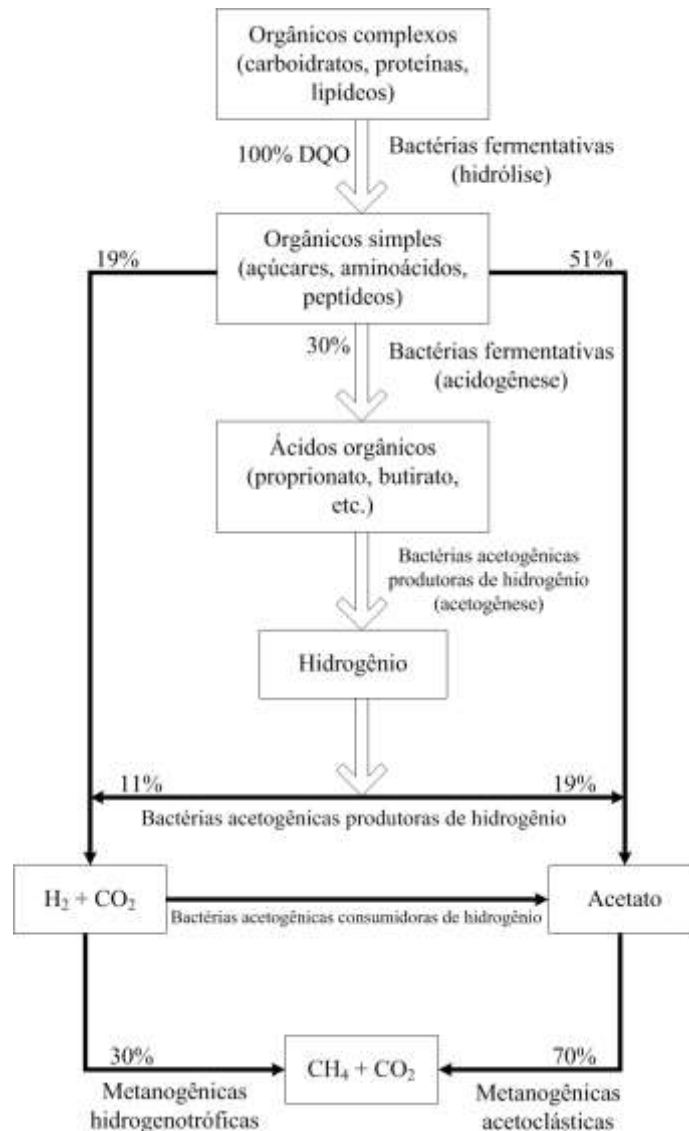 Orgânicos complexos
(carboidratos, proteínas,
lipídeos)
100% DQO
Bactérias fermentativas
(hidrólise)
Orgânicos simples
(açúcares, aminoácidos,
peptídeos)
19%
51%
30%
Bactérias fermentativas
(acidogênese)
Ácidos orgânicos
(proprionato, butirato,
etc.)
Bactérias acetogênicas
produtoras de hidrogênio
(acetogênese)
Hidrogênio
11%
19%
Bactérias acetogênicas produtoras de hidrogênio
H₂ + CO₂
Acetato
Bactérias acetogênicas consumidoras de hidrogênio
30%
CH₄ + CO₂
70%
Metanogênicas
hidrogenotróficas
Metanogênicas
acetoclásticas